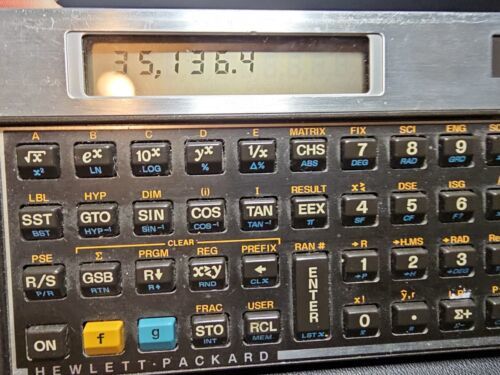 35,136.4
A B C D E MATRIX FIX SCI ENG
√x eˣ 10ˣ yˣ 1/x CHS 7 8 9
x² LN LOG % Δ% ABS DEG RAD GRD
LBL HYP DIM (i) I RESULT x≷ DSE ISG
SST GTO SIN COS TAN EEX 4 5 6
BST HYP⁻¹ SIN⁻¹ COS⁻¹ TAN⁻¹ π SF CF F?
CLEAR
PSE Σ PRGM REG PREFIX RAN # →R →H.MS →RAD
R/S GSB R↓ x≷y ← ENTER 1 2 3
P/R RTN R↑ RND CLx →P →H →DEG
FRAC USER x! ŷ,r
ON f g STO RCL 0 . Σ+
INT MEM LST x x̄ s Σ-
HEWLETT·PACKARD